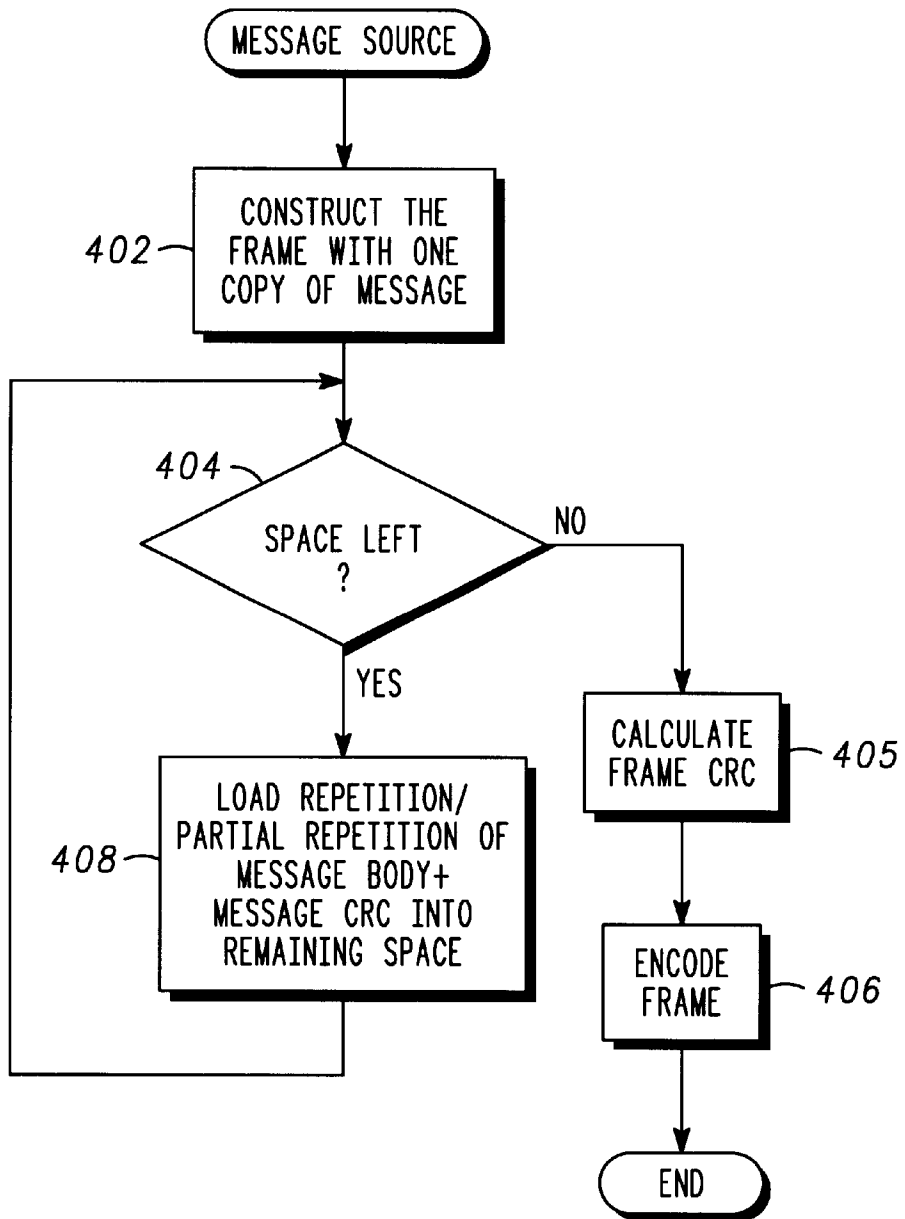 MESSAGE SOURCE
402
CONSTRUCT THE
FRAME WITH ONE
COPY OF MESSAGE
404
SPACE LEFT
?
NO
YES
CALCULATE
FRAME CRC
405
408
LOAD REPETITION/
PARTIAL REPETITION OF
MESSAGE BODY+
MESSAGE CRC INTO
REMAINING SPACE
ENCODE
FRAME
406
END